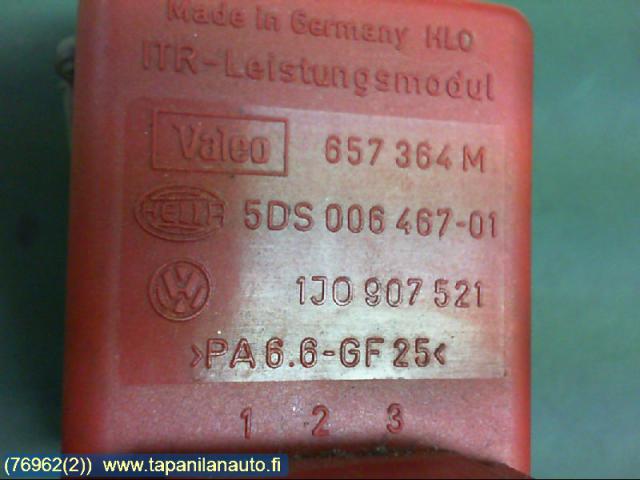 Made in Germany HLO
ITR-Leistungsmodul
Valeo 657 364 M
HELLA 5DS 006 467-01
VW 1J0 907 521
>PA 6.6-GF 25<
1 2 3
(76962(2)) www.tapanilanauto.fi